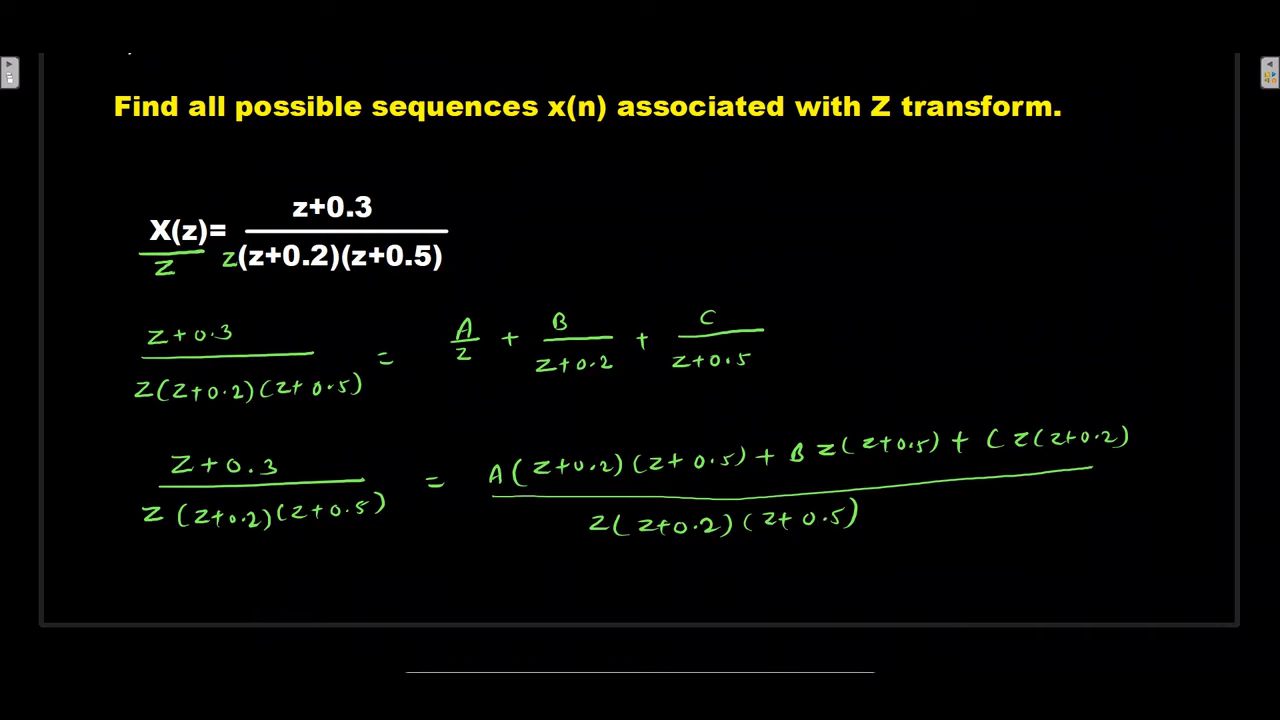 Find all possible sequences x(n) associated with Z transform.
z+0.3
X(z)=
z z(z+0.2)(z+0.5)
z+0.3 = A/z + B/z+0.2 + C/z+0.5
z(z+0.2)(z+0.5)
z+0.3 = A(z+0.2)(z+0.5)+Bz(z+0.5)+Cz(z+0.2)
z(z+0.2)(z+0.5) z(z+0.2)(z+0.5)